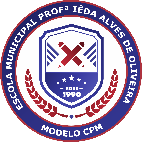 ESCOLA MUNICIPAL PROFª IÊDA ALVES DE OLIVEIRA
1990
MODELO CPM